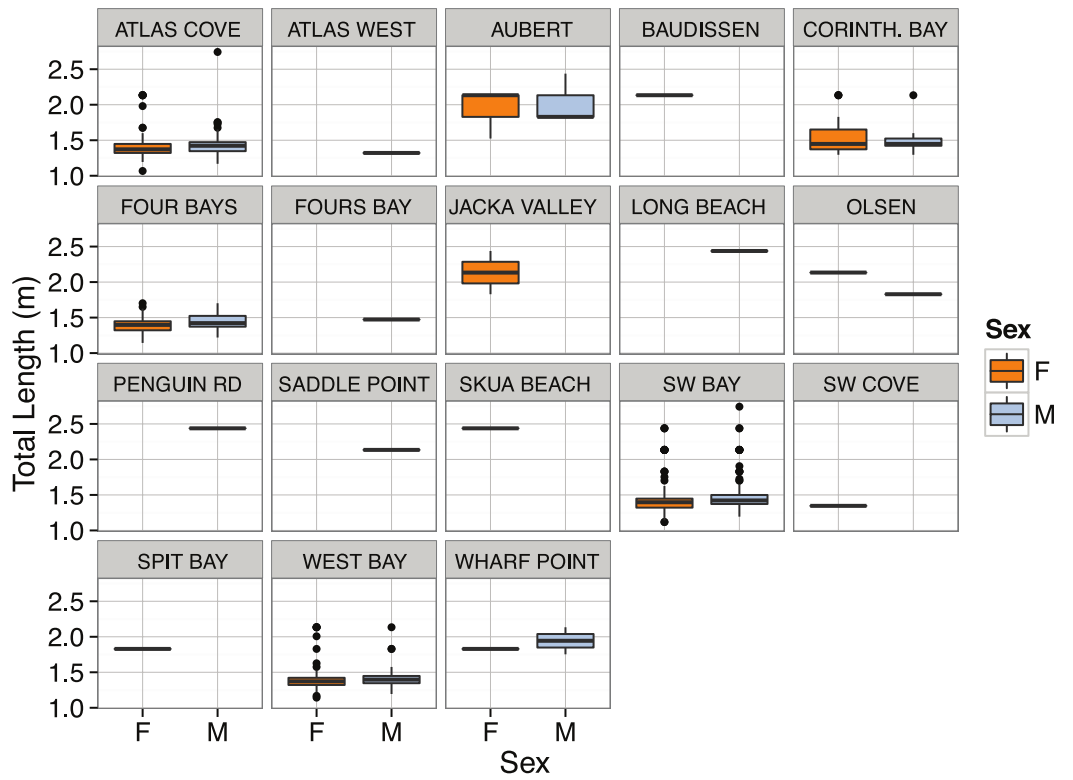 ATLAS COVE ATLAS WEST AUBERT BAUDISSEN CORINTH. BAY
2.5
2.0
1.5
1.0
FOUR BAYS FOURS BAY JACKA VALLEY LONG BEACH OLSEN
2.5
2.0
1.5
1.0
PENGUIN RD SADDLE POINT SKUA BEACH SW BAY SW COVE
2.5
2.0
1.5
1.0
SPIT BAY WEST BAY WHARF POINT
2.5
2.0
1.5
1.0
F M F M F M
Sex
Total Length (m)
Sex
F
M